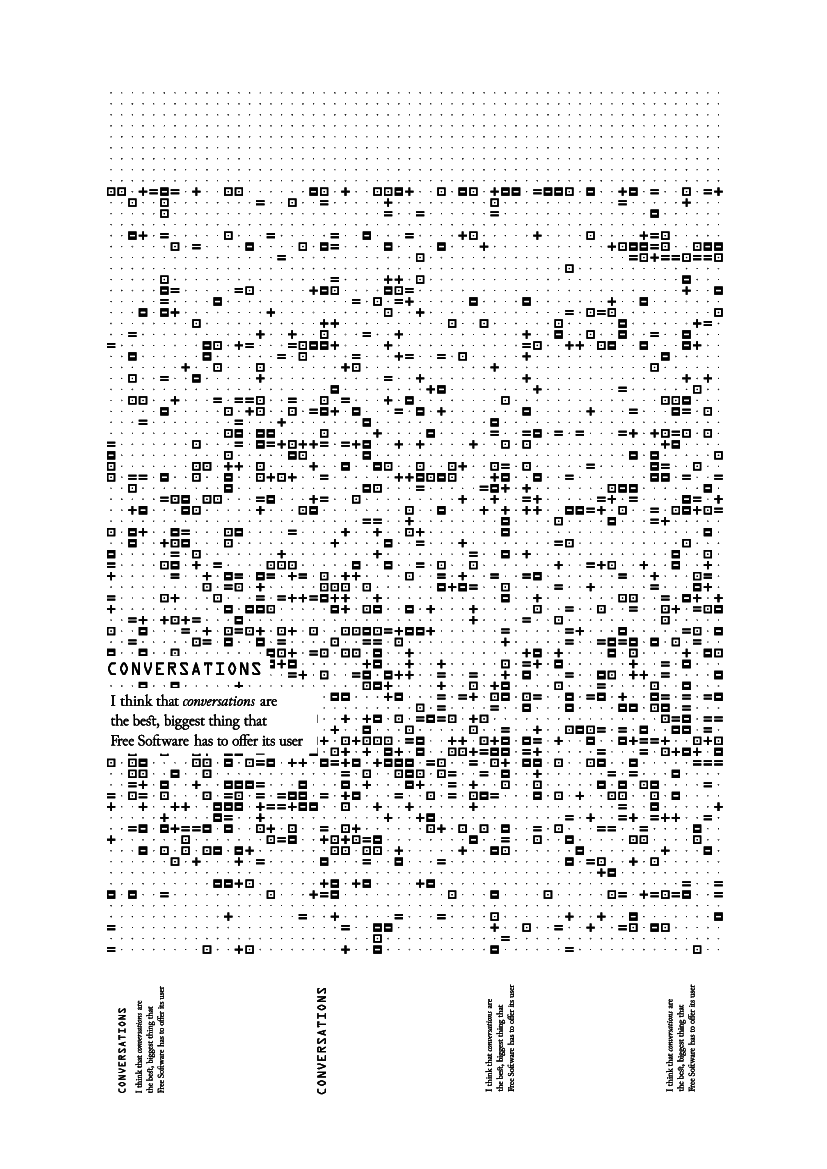 CONVERSATIONS
I think that conversations are
the best, biggest thing that
Free Software has to offer its user
CONVERSATIONS
I think that conversations are
the best, biggest thing that
Free Software has to offer its user
CONVERSATIONS
I think that conversations are
the best, biggest thing that
Free Software has to offer its user
I think that conversations are
the best, biggest thing that
Free Software has to offer its user